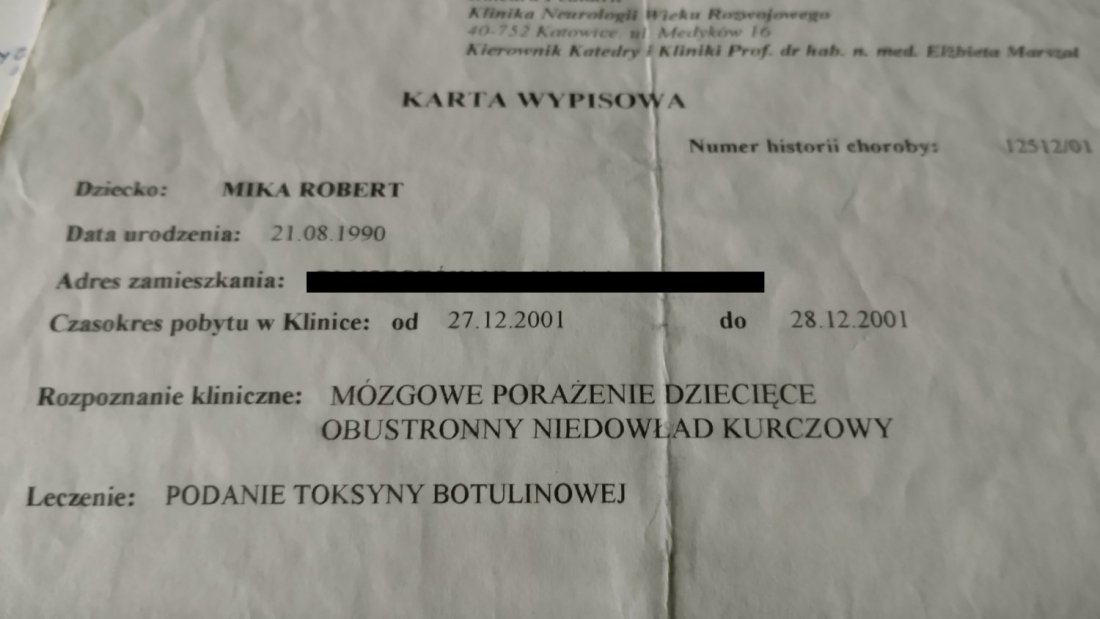 Klinika Neurologii Wieku Rozwojowego
40-752 Katowice, ul. Medyków 16
Kierownik Katedry i Kliniki Prof. dr hab. n. med. Elżbieta Marszał
KARTA WYPISOWA
Numer historii choroby: 12512/01
Dziecko: MIKA ROBERT
Data urodzenia: 21.08.1990
Adres zamieszkania:
Czasokres pobytu w Klinice: od 27.12.2001 do 28.12.2001
Rozpoznanie kliniczne: MÓZGOWE PORAŻENIE DZIECIĘCE
OBUSTRONNY NIEDOWŁAD KURCZOWY
Leczenie: PODANIE TOKSYNY BOTULINOWEJ